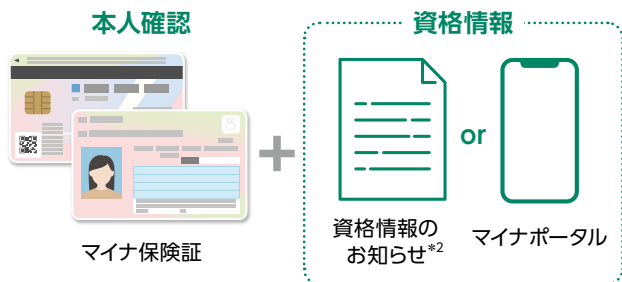 本人確認
資格情報
or
マイナ保険証
資格情報の
お知らせ*2
マイナポータル